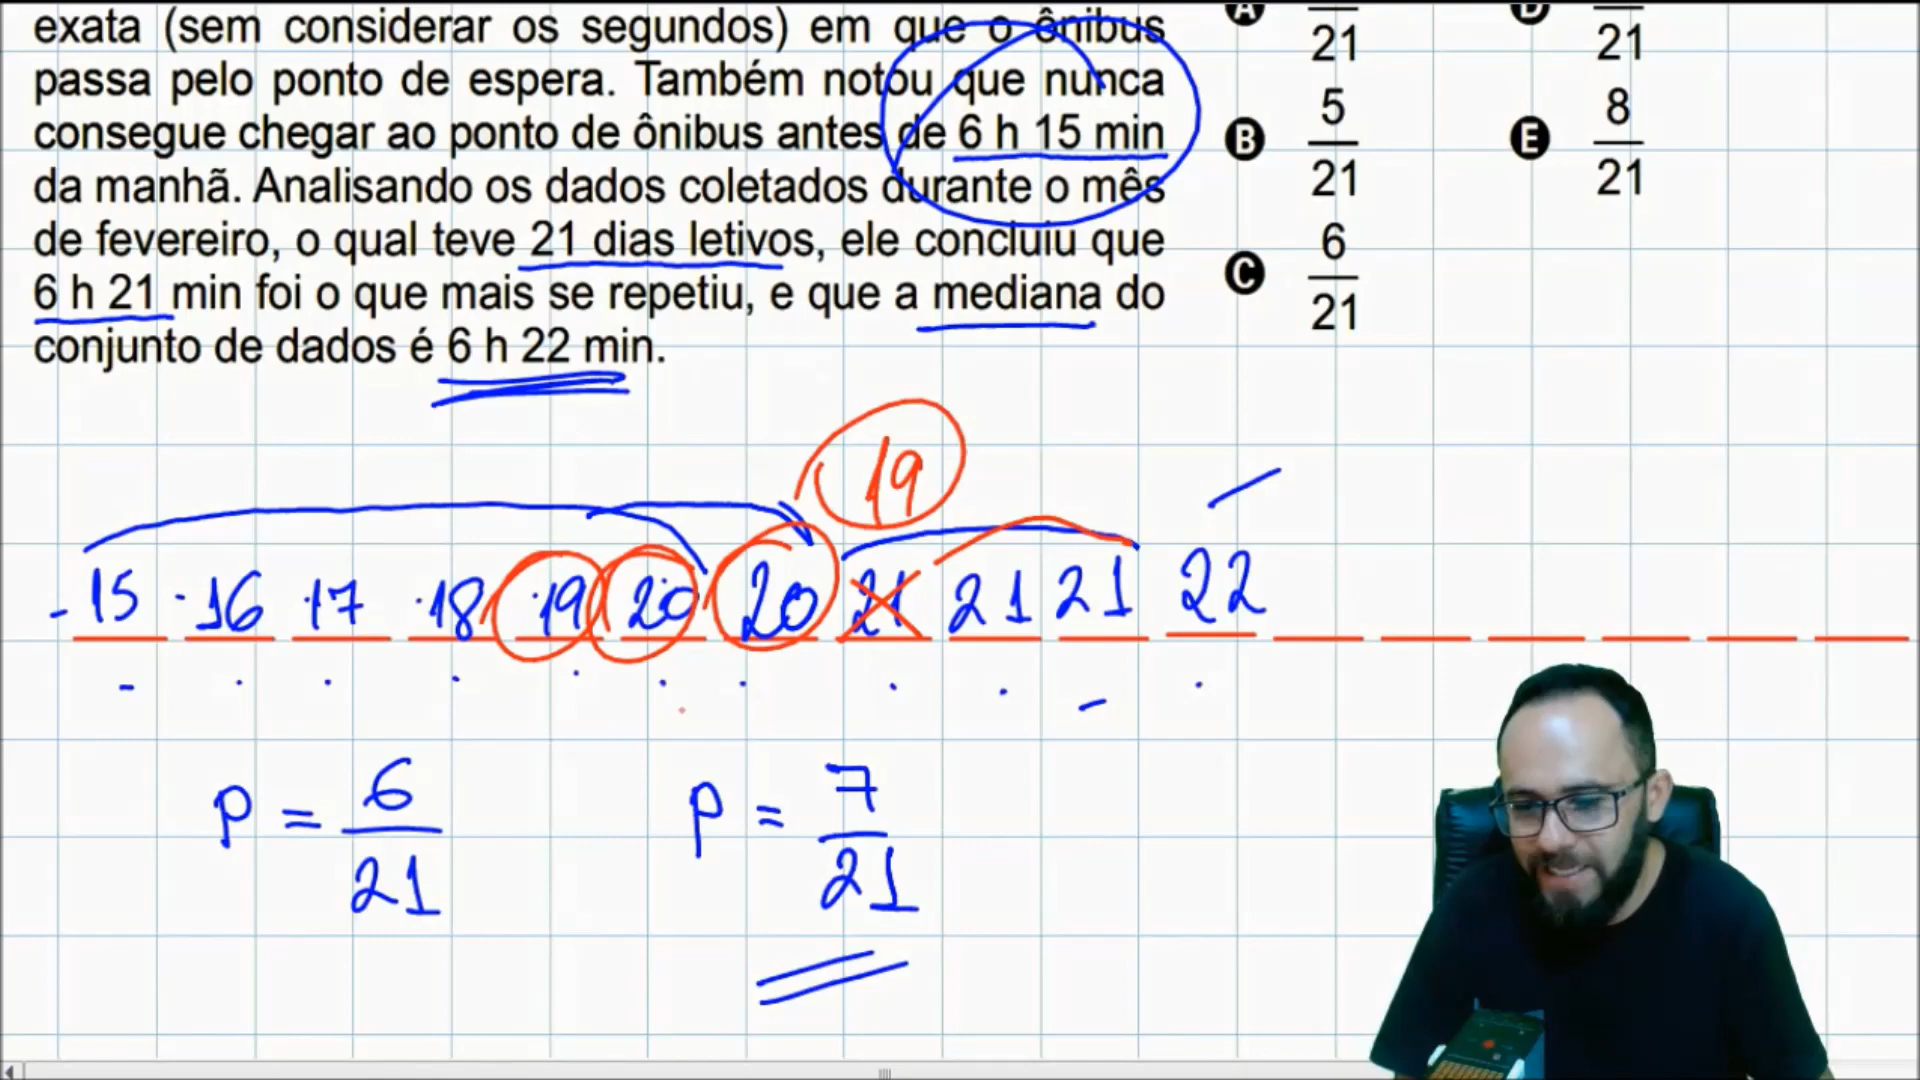 exata (sem considerar os segundos) em que o ônibus
passa pelo ponto de espera. Também notou que nunca
consegue chegar ao ponto de ônibus antes de 6 h 15 min
da manhã. Analisando os dados coletados durante o mês
de fevereiro, o qual teve 21 dias letivos, ele concluiu que
6 h 21 min foi o que mais se repetiu, e que a mediana do
conjunto de dados é 6 h 22 min.
A 21
D 21
B 5/21
E 8/21
C 6/21
19
15 16 17 18 19 20 20 21 21 21 22
P = 6/21
P = 7/21